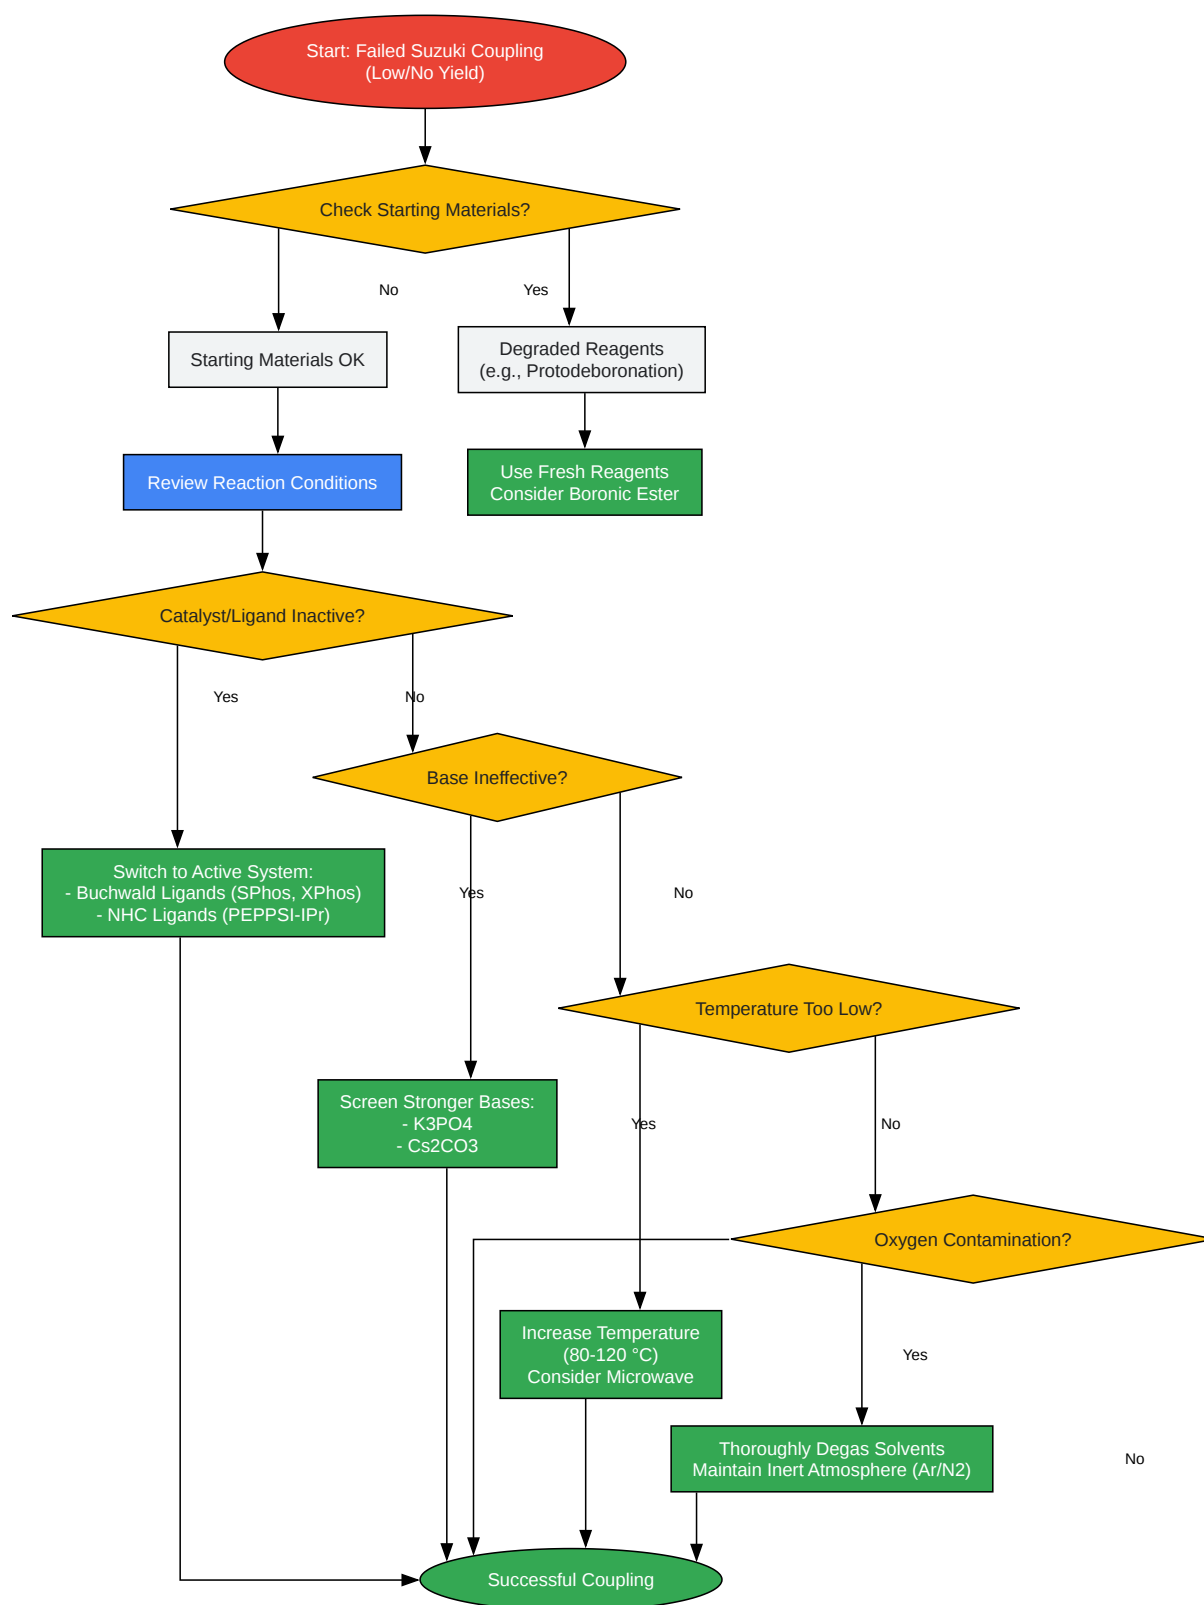 Start: Failed Suzuki Coupling
(Low/No Yield)
Check Starting Materials?
No
Yes
Starting Materials OK
Degraded Reagents
(e.g., Protodeboronation)
Review Reaction Conditions
Use Fresh Reagents
Consider Boronic Ester
Catalyst/Ligand Inactive?
Yes
No
Base Ineffective?
Switch to Active System:
- Buchwald Ligands (SPhos, XPhos)
- NHC Ligands (PEPPSI-IPr)
Yes
No
Temperature Too Low?
Screen Stronger Bases:
- K3PO4
- Cs2CO3
Yes
No
Oxygen Contamination?
Increase Temperature
(80-120 °C)
Consider Microwave
Yes
Thoroughly Degas Solvents
Maintain Inert Atmosphere (Ar/N2)
No
Successful Coupling